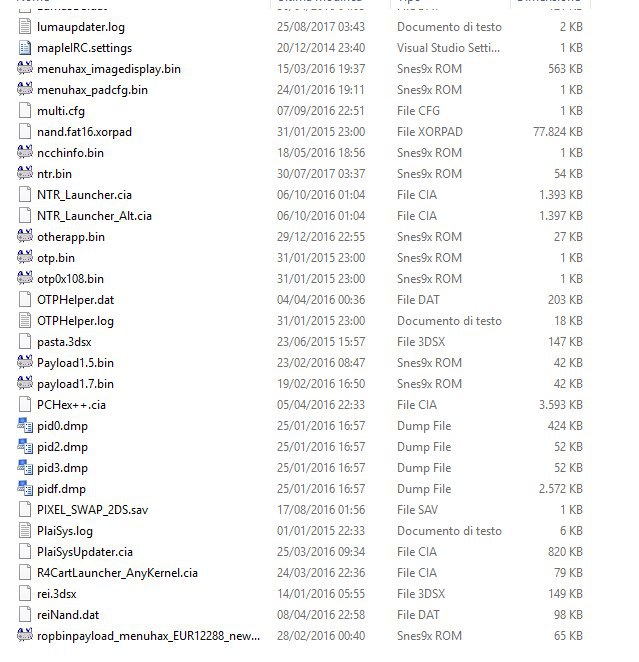 lumaupdater.log 25/08/2017 03:43 Documento di testo 2 KB
mapleIRC.settings 20/12/2014 23:40 Visual Studio Setti... 1 KB
menuhax_imagedisplay.bin 15/03/2016 19:37 Snes9x ROM 563 KB
menuhax_padcfg.bin 24/01/2016 19:11 Snes9x ROM 1 KB
multi.cfg 07/09/2016 22:51 File CFG 1 KB
nand.fat16.xorpad 31/01/2015 23:00 File XORPAD 77.824 KB
ncchinfo.bin 18/05/2016 18:56 Snes9x ROM 1 KB
ntr.bin 30/07/2017 03:37 Snes9x ROM 54 KB
NTR_Launcher.cia 06/10/2016 01:04 File CIA 1.393 KB
NTR_Launcher_Alt.cia 06/10/2016 01:04 File CIA 1.397 KB
otherapp.bin 29/12/2016 22:55 Snes9x ROM 27 KB
otp.bin 31/01/2015 23:00 Snes9x ROM 1 KB
otp0x108.bin 31/01/2015 23:00 Snes9x ROM 1 KB
OTPHelper.dat 04/04/2016 00:36 File DAT 203 KB
OTPHelper.log 31/01/2015 23:00 Documento di testo 18 KB
pasta.3dsx 23/06/2015 15:57 File 3DSX 147 KB
Payload1.5.bin 23/02/2016 08:47 Snes9x ROM 42 KB
payload1.7.bin 19/02/2016 16:50 Snes9x ROM 42 KB
PCHex++.cia 05/04/2016 22:33 File CIA 3.593 KB
pid0.dmp 25/01/2016 16:57 Dump File 424 KB
pid2.dmp 25/01/2016 16:57 Dump File 52 KB
pid3.dmp 25/01/2016 16:57 Dump File 52 KB
pidf.dmp 25/01/2016 16:57 Dump File 2.572 KB
PIXEL_SWAP_2DS.sav 17/08/2016 01:56 File SAV 1 KB
PlaiSys.log 01/01/2015 22:33 Documento di testo 6 KB
PlaiSysUpdater.cia 25/03/2016 09:34 File CIA 820 KB
R4CartLauncher_AnyKernel.cia 24/03/2016 22:36 File CIA 79 KB
rei.3dsx 14/01/2016 05:55 File 3DSX 149 KB
reiNand.dat 08/04/2016 22:58 File DAT 98 KB
ropbinpayload_menuhax_EUR12288_new... 28/02/2016 00:40 Snes9x ROM 65 KB